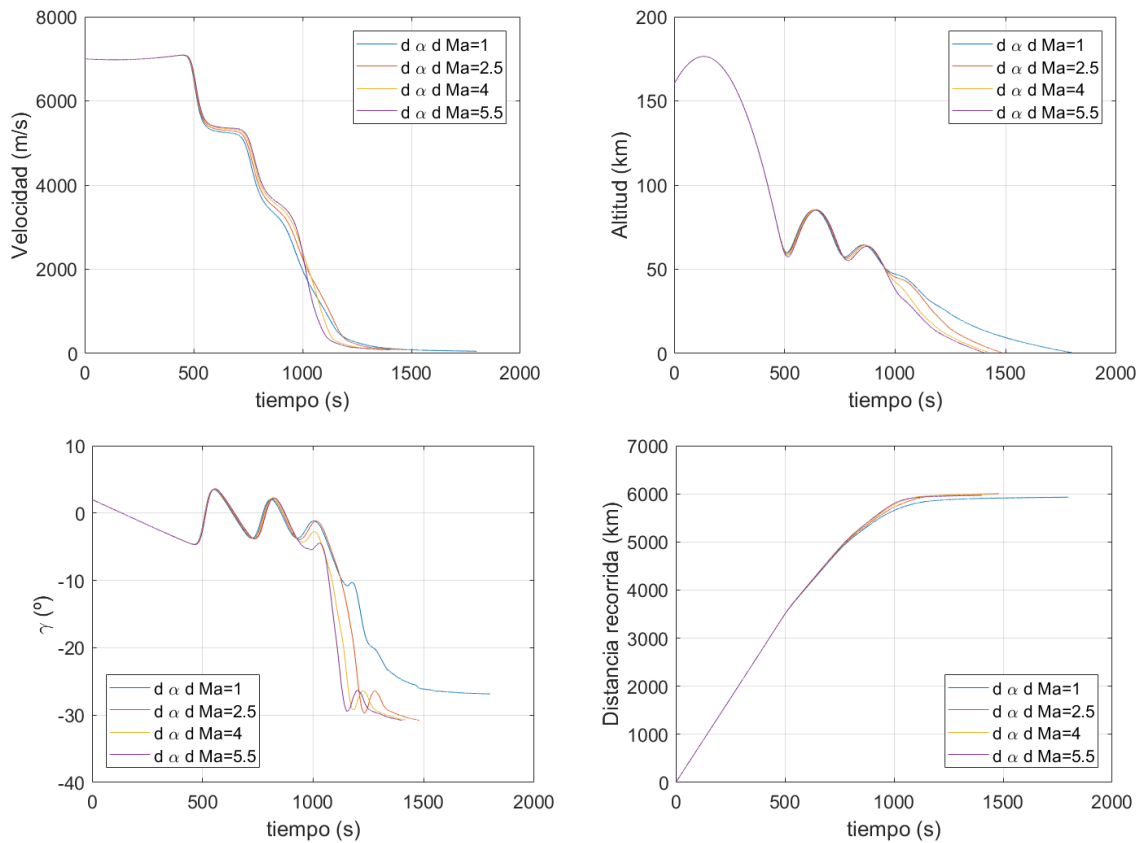 8000
6000
4000
2000
0
Velocidad (m/s)
0 500 1000 1500 2000
tiempo (s)
d α d Ma=1
d α d Ma=2.5
d α d Ma=4
d α d Ma=5.5
200
150
100
50
0
Altitud (km)
0 500 1000 1500 2000
tiempo (s)
d α d Ma=1
d α d Ma=2.5
d α d Ma=4
d α d Ma=5.5
10
0
-10
-20
-30
-40
γ (º)
0 500 1000 1500 2000
tiempo (s)
d α d Ma=1
d α d Ma=2.5
d α d Ma=4
d α d Ma=5.5
7000
6000
5000
4000
3000
2000
1000
0
Distancia recorrida (km)
0 500 1000 1500 2000
tiempo (s)
d α d Ma=1
d α d Ma=2.5
d α d Ma=4
d α d Ma=5.5